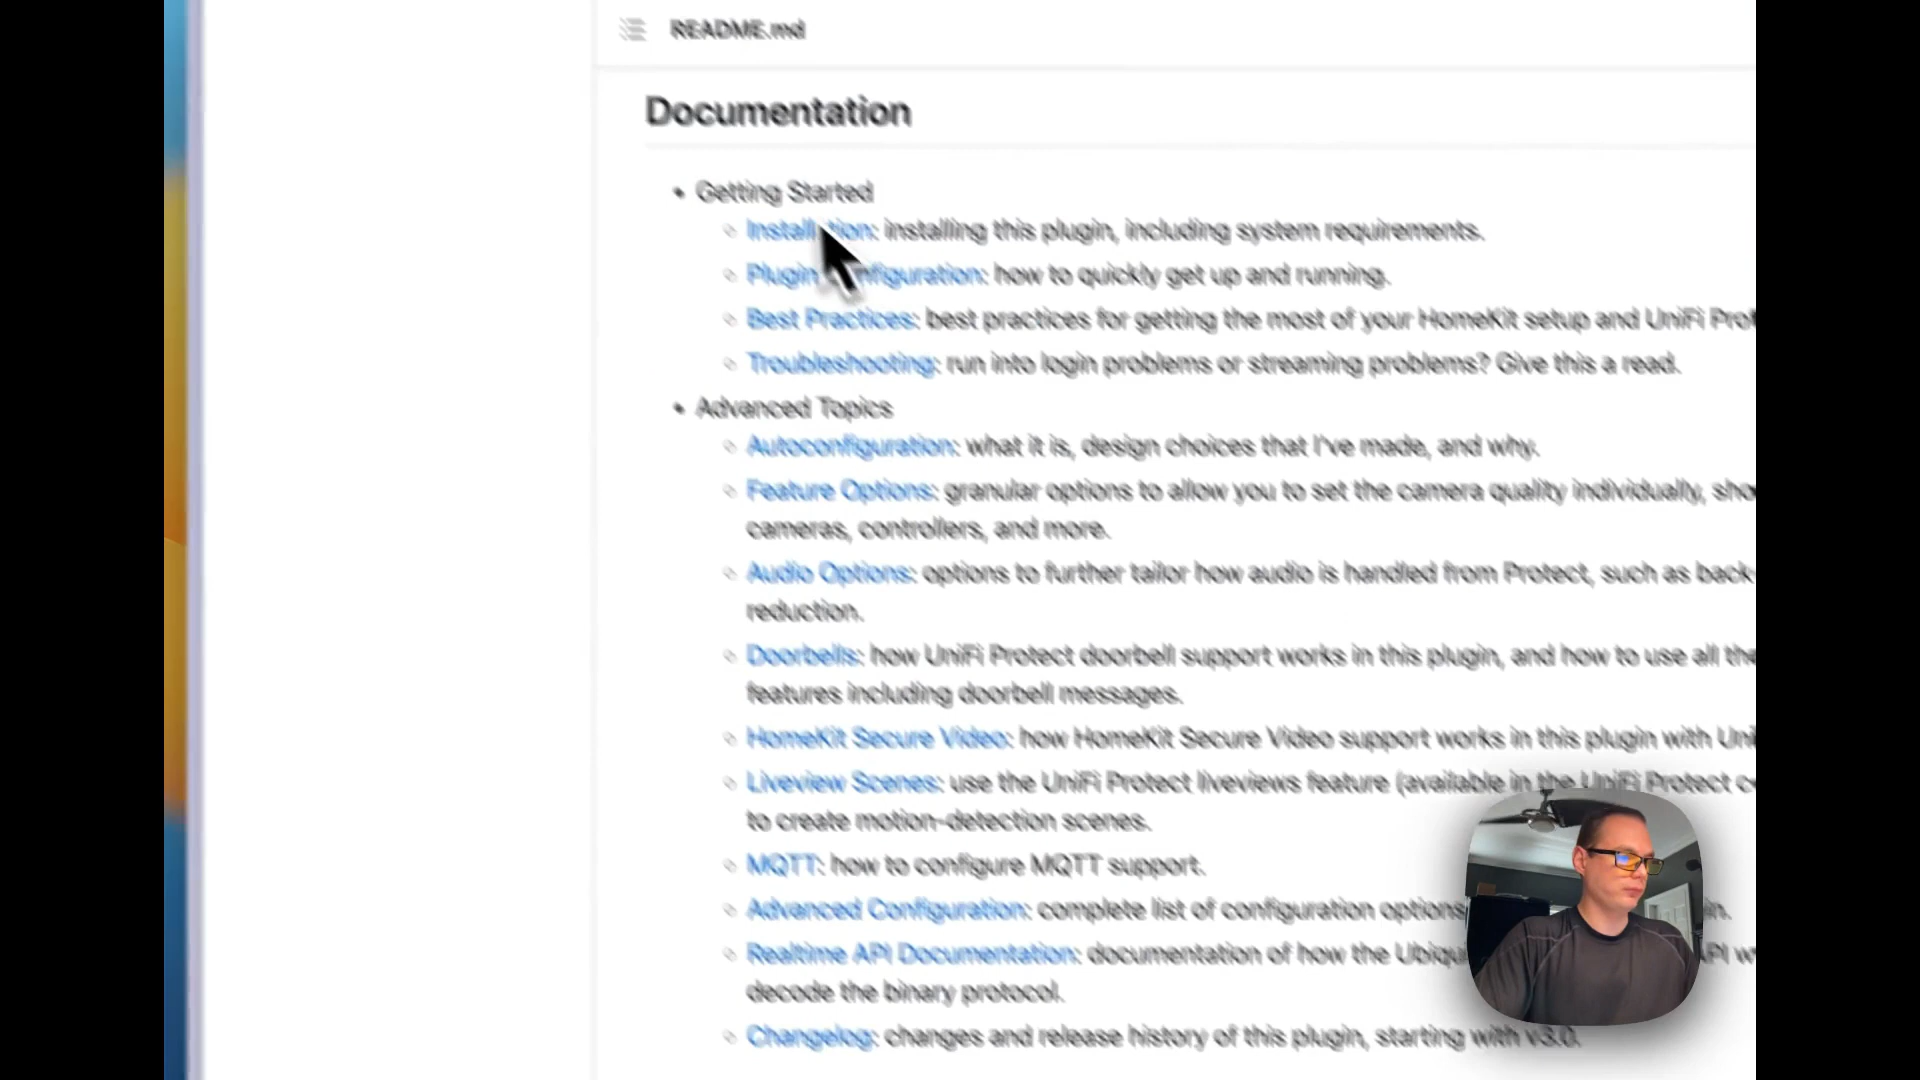 README.md
Documentation
Getting Started
Installation: installing this plugin, including system requirements.
Plugin Configuration: how to quickly get up and running.
Best Practices: best practices for getting the most of your HomeKit setup and UniFi
Troubleshooting: run into login problems or streaming problems? Give this a read.
Advanced Topics
Autoconfiguration: what it is, design choices that I've made, and why.
Feature Options: granular options to allow you to set the camera quality individually,
cameras, controllers, and more.
Audio Options: options to further tailor how audio is handled from Protect, such as back-
reduction.
Doorbells: how UniFi Protect doorbell support works in this plugin, and how to use all
features including doorbell messages.
HomeKit Secure Video: how HomeKit Secure Video support works in this plugin with
Liveview Scenes: use the UniFi Protect liveviews feature (available in the UniFi Protect
to create motion-detection scenes.
MQTT: how to configure MQTT support.
Advanced Configuration: complete list of configuration options
Realtime API Documentation: documentation of how the
decode the binary protocol.
Changelog: changes and release history of this plugin, starting with v3.0.